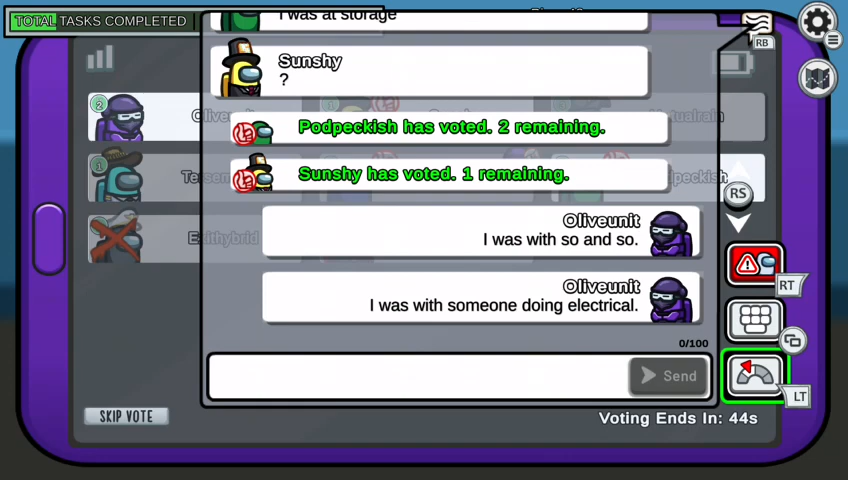 TOTAL TASKS COMPLETED
I was at storage
RB
Sunshy
?
Podpeckish has voted. 2 remaining.
Sunshy has voted. 1 remaining.
RS
Oliveunit
I was with so and so.
RT
Oliveunit
I was with someone doing electrical.
0/100
Send
LT
SKIP VOTE
Voting Ends In: 44s